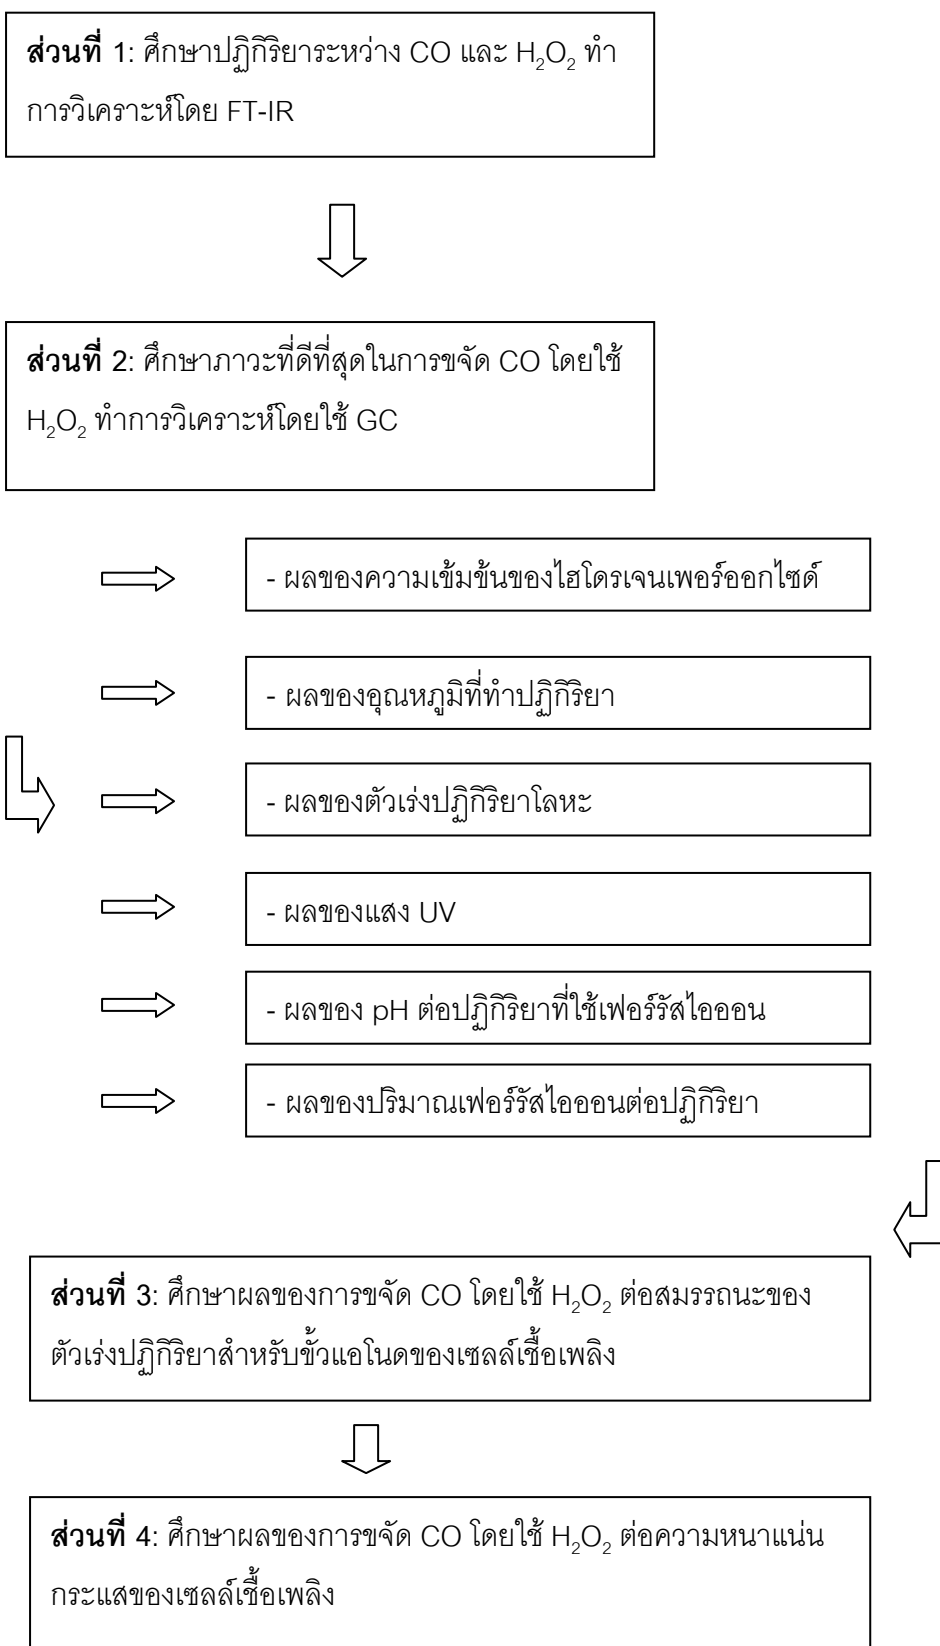 ส่วนที่ 1: ศึกษาปฏิกิริยาระหว่าง CO และ H₂O₂ ทำ
การวิเคราะห์โดย FT-IR
ส่วนที่ 2: ศึกษาภาวะที่ดีที่สุดในการขจัด CO โดยใช้
H₂O₂ ทำการวิเคราะห์โดยใช้ GC
- ผลของความเข้มข้นของไฮโดรเจนเพอร์ออกไซด์
- ผลของอุณหภูมิที่ทำปฏิกิริยา
- ผลของตัวเร่งปฏิกิริยาโลหะ
- ผลของแสง UV
- ผลของ pH ต่อปฏิกิริยาที่ใช้เฟอร์รัสไอออน
- ผลของปริมาณเฟอร์รัสไอออนต่อปฏิกิริยา
ส่วนที่ 3: ศึกษาผลของการขจัด CO โดยใช้ H₂O₂ ต่อสมรรถนะของ
ตัวเร่งปฏิกิริยาสำหรับขั้วแอโนดของเซลล์เชื้อเพลิง
ส่วนที่ 4: ศึกษาผลของการขจัด CO โดยใช้ H₂O₂ ต่อความหนาแน่น
กระแสของเซลล์เชื้อเพลิง